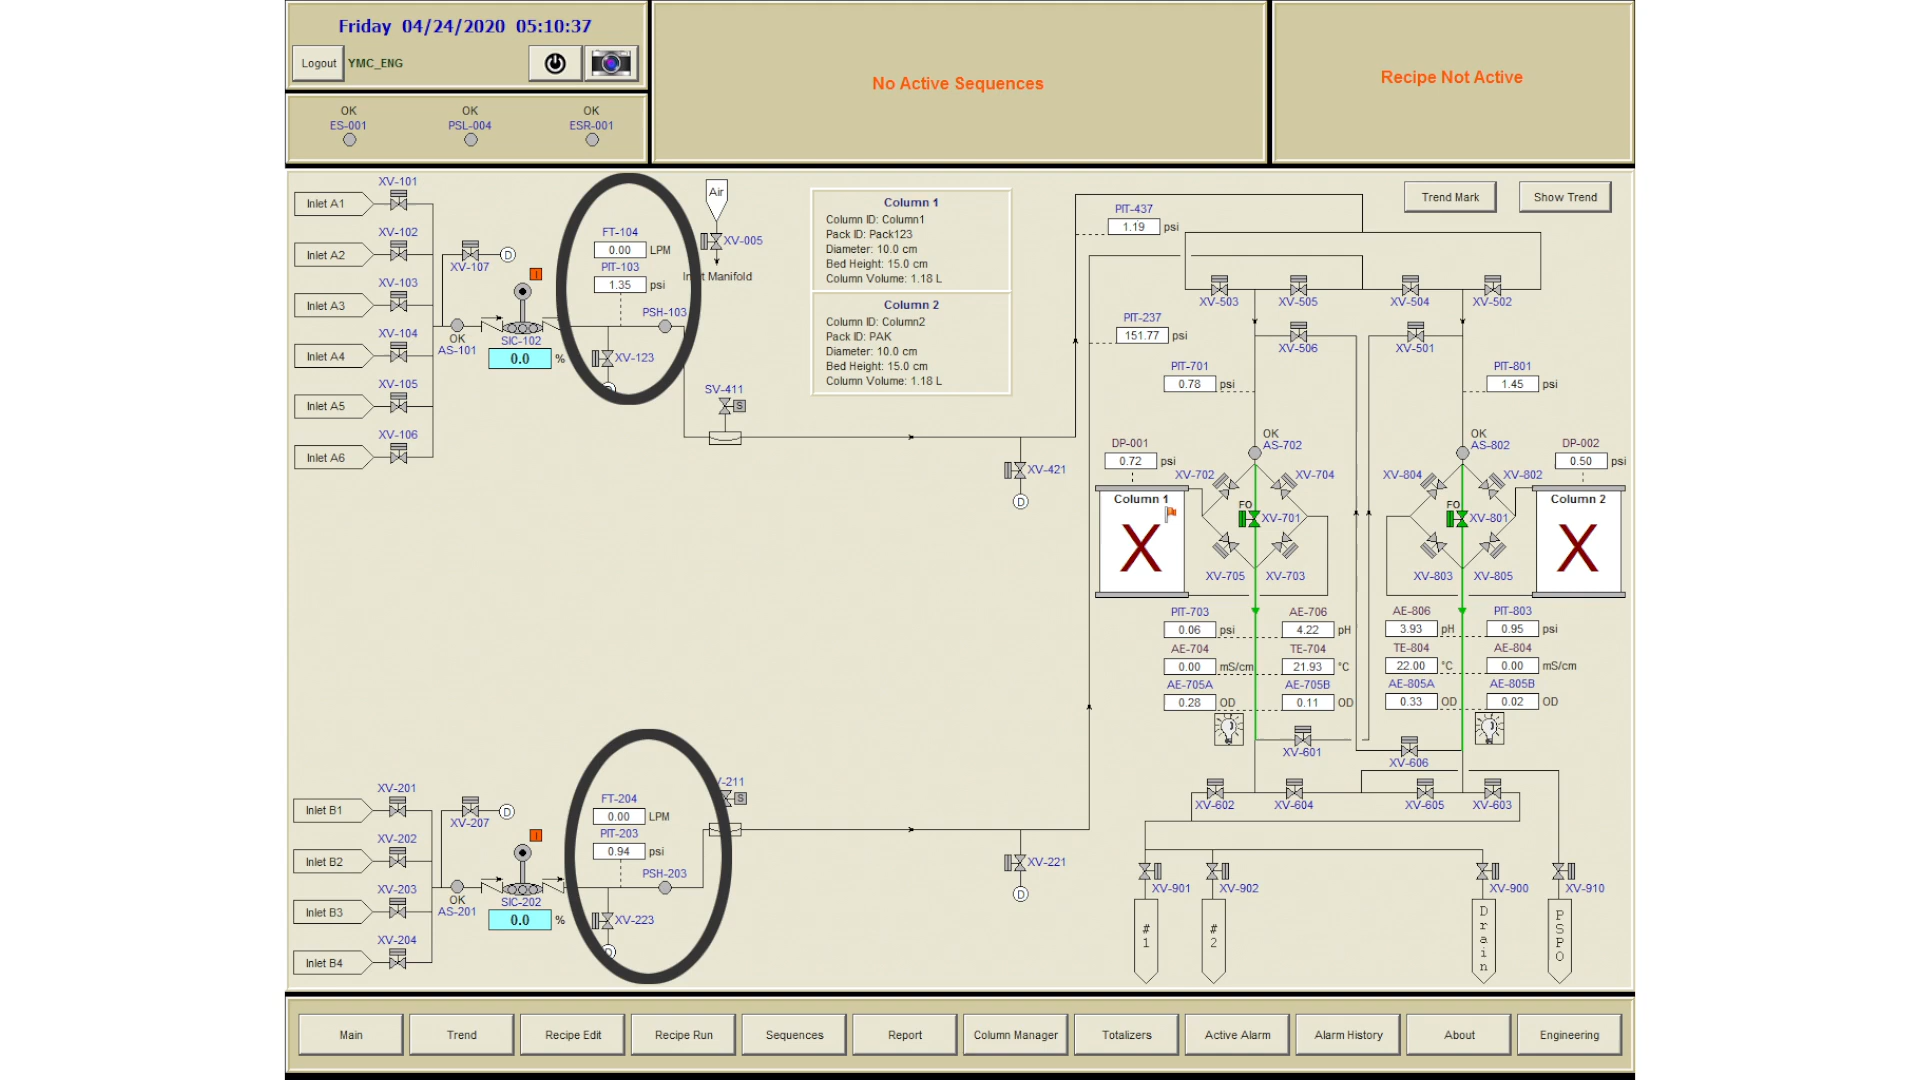 Friday 04/24/2020 05:10:37
Logout YMC_ENG
No Active Sequences
Recipe Not Active
OK OK OK
ES-001 PSL-004 ESR-001
Trend Mark Show Trend
XV-101
Inlet A1
XV-102
Inlet A2
XV-103
Inlet A3
XV-104
Inlet A4
XV-105
Inlet A5
XV-106
Inlet A6
XV-107 D
OK
AS-101
I
SIC-102
0.0 %
FT-104
0.00 LPM
PIT-103
1.35 psi
PSH-103
XV-123
D
Air
XV-005
Manifold
SV-411
S
Column 1
Column ID: Column1
Pack ID: Pack123
Diameter: 10.0 cm
Bed Height: 15.0 cm
Column Volume: 1.18 L
Column 2
Column ID: Column2
Pack ID: PAK
Diameter: 10.0 cm
Bed Height: 15.0 cm
Column Volume: 1.18 L
XV-421
D
PIT-437
1.19 psi
PIT-237
151.77 psi
XV-503 XV-505 XV-504 XV-502
XV-506 XV-501
PIT-701
0.78 psi
PIT-801
1.45 psi
OK
AS-702
OK
AS-802
DP-001
0.72 psi
DP-002
0.50 psi
XV-702 XV-704 XV-804 XV-802
Column 1
X
FO
XV-701
FO
XV-801
Column 2
X
XV-705 XV-703 XV-803 XV-805
PIT-703 AE-706 AE-806 PIT-803
0.06 psi 4.22 pH 3.93 pH 0.95 psi
AE-704 TE-704 TE-804 AE-804
0.00 mS/cm 21.93 °C 22.00 °C 0.00 mS/cm
AE-705A AE-705B AE-805A AE-805B
0.28 OD 0.11 OD 0.33 OD 0.02 OD
XV-601 XV-606
XV-602 XV-604 XV-605 XV-603
XV-201
Inlet B1
XV-202
Inlet B2
XV-203
Inlet B3
XV-204
Inlet B4
XV-207 D
OK
AS-201
I
SIC-202
0.0 %
FT-204
0.00 LPM
PIT-203
0.94 psi
PSH-203
XV-223
D
-211
S
XV-221
D
XV-901 XV-902 XV-900 XV-910
#1
#2
Drain
PSPO
Main Trend Recipe Edit Recipe Run Sequences Report Column Manager Totalizers Active Alarm Alarm History About Engineering